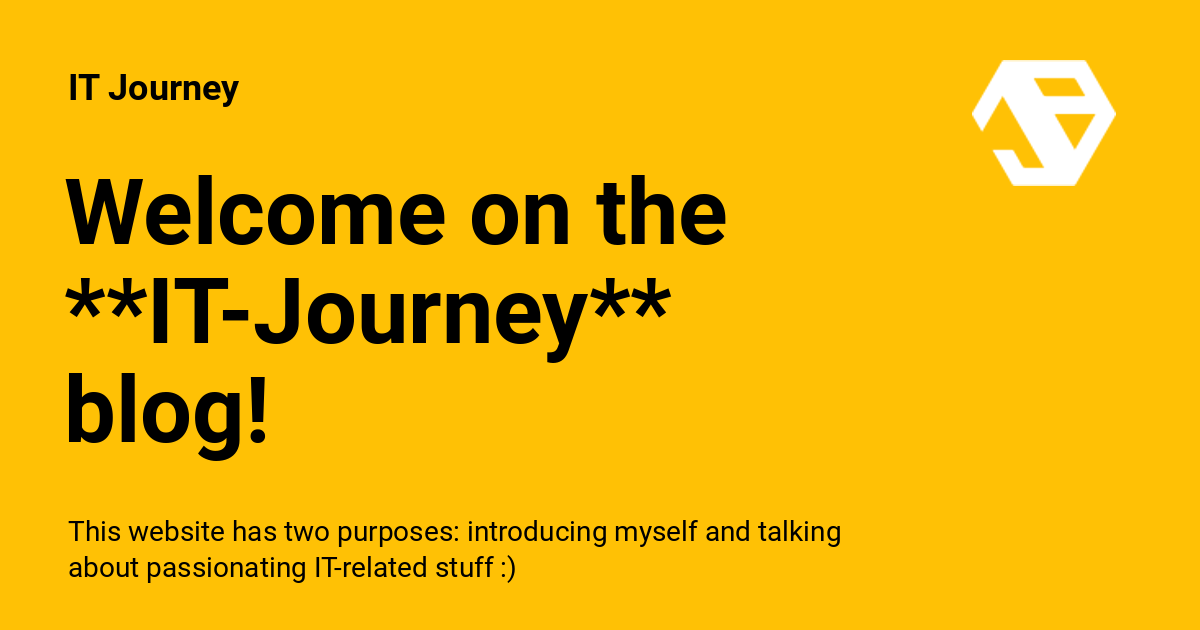 IT Journey
Welcome on the
**IT-Journey**
blog!
This website has two purposes: introducing myself and talking
about passionating IT-related stuff :)